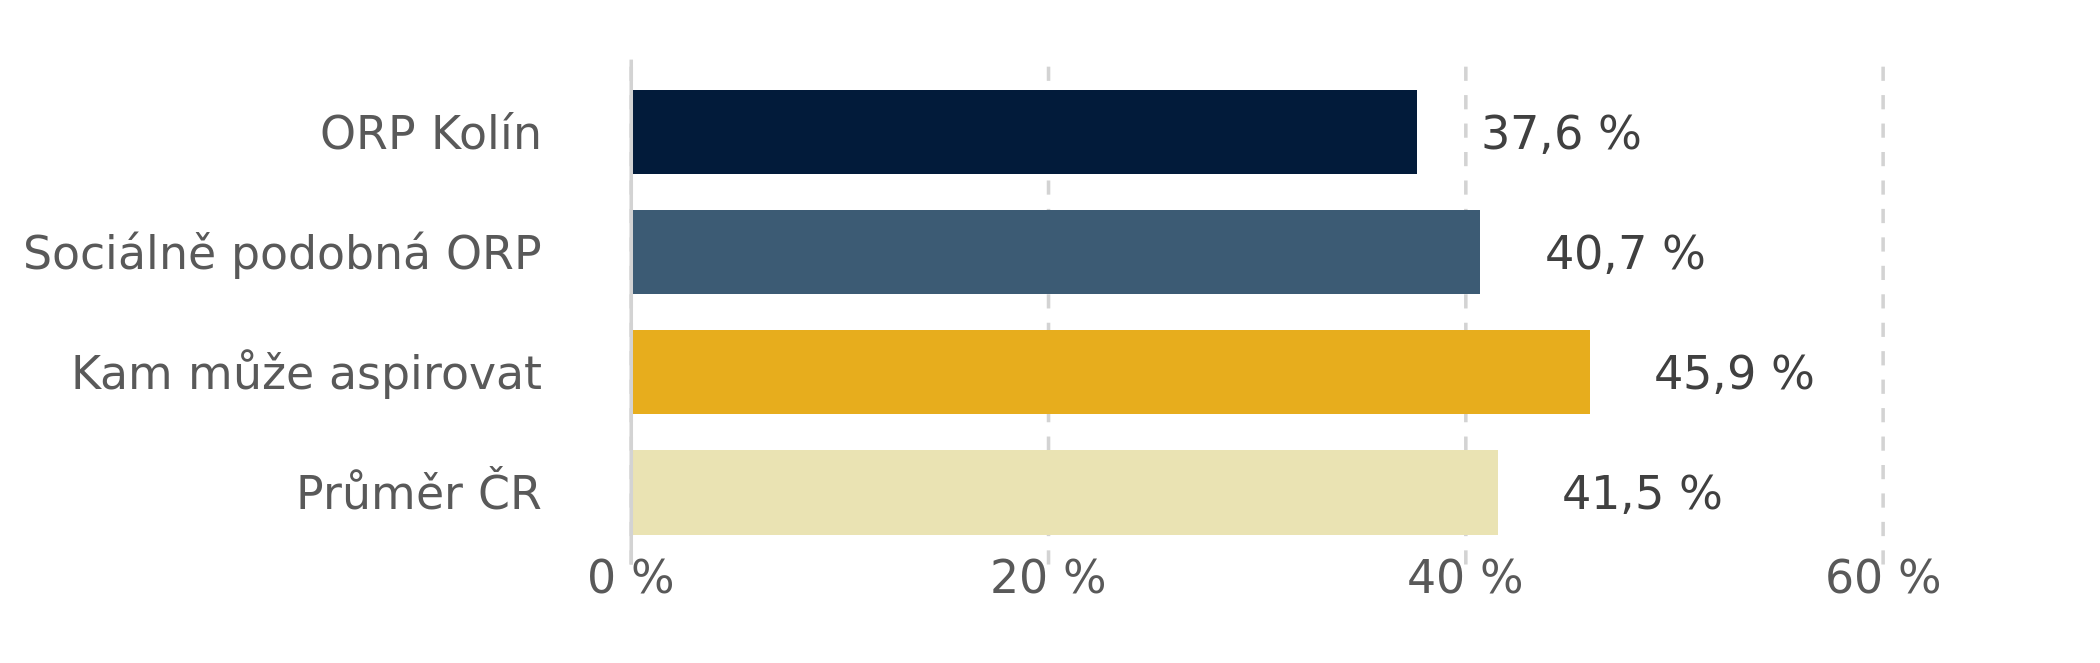 ORP Kolín 37,6 %
Sociálně podobná ORP 40,7 %
Kam může aspirovat 45,9 %
Průměr ČR 41,5 %
0 % 20 % 40 % 60 %